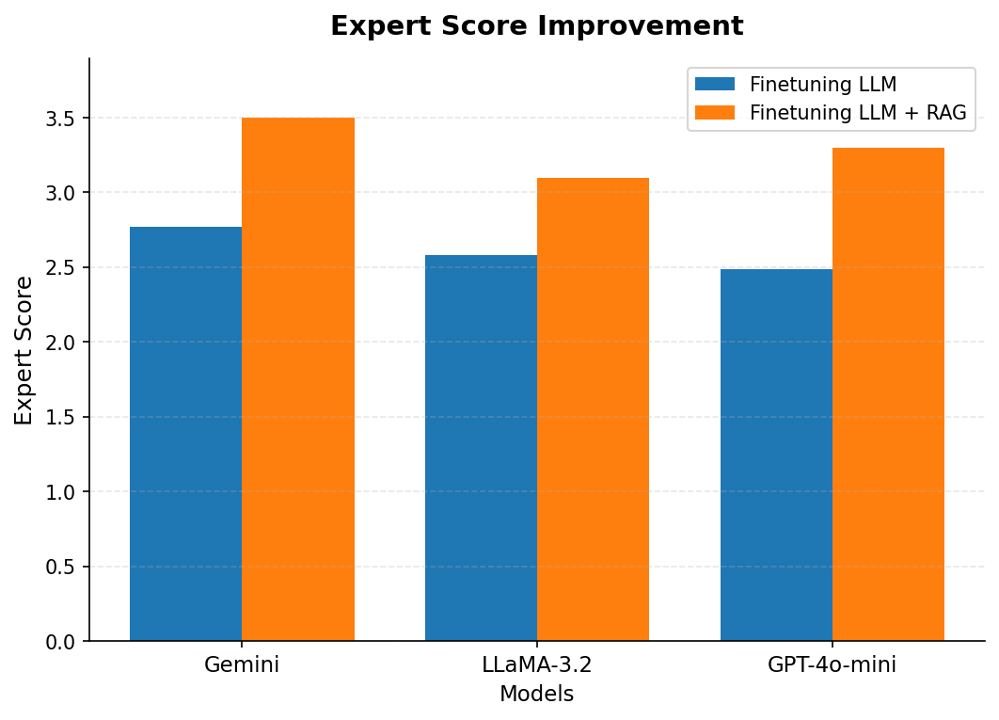 Expert Score Improvement
Finetuning LLM
Finetuning LLM + RAG
Expert Score
3.5
3.0
2.5
2.0
1.5
1.0
0.5
0.0
Gemini
LLaMA-3.2
GPT-4o-mini
Models